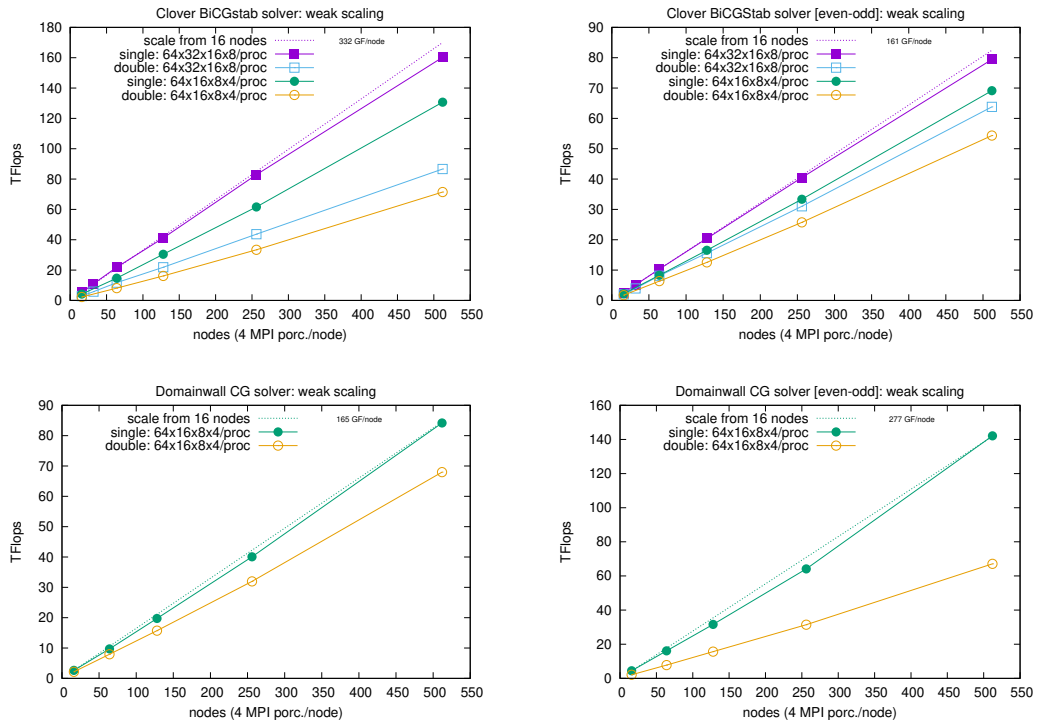 Clover BiCGstab solver: weak scaling
180
160
140
120
100
80
60
40
20
0
TFlops
scale from 16 nodes
332 GF/node
single: 64x32x16x8/proc
double: 64x32x16x8/proc
single: 64x16x8x4/proc
double: 64x16x8x4/proc
0 50 100 150 200 250 300 350 400 450 500 550
nodes (4 MPI porc./node)
Clover BiCGStab solver [even-odd]: weak scaling
90
80
70
60
50
40
30
20
10
0
TFlops
scale from 16 nodes
161 GF/node
single: 64x32x16x8/proc
double: 64x32x16x8/proc
single: 64x16x8x4/proc
double: 64x16x8x4/proc
0 50 100 150 200 250 300 350 400 450 500 550
nodes (4 MPI porc./node)
Domainwall CG solver: weak scaling
90
80
70
60
50
40
30
20
10
0
TFlops
scale from 16 nodes
165 GF/node
single: 64x16x8x4/proc
double: 64x16x8x4/proc
0 50 100 150 200 250 300 350 400 450 500 550
nodes (4 MPI porc./node)
Domainwall CG solver [even-odd]: weak scaling
160
140
120
100
80
60
40
20
0
TFlops
scale from 16 nodes
277 GF/node
single: 64x16x8x4/proc
double: 64x16x8x4/proc
0 50 100 150 200 250 300 350 400 450 500 550
nodes (4 MPI porc./node)